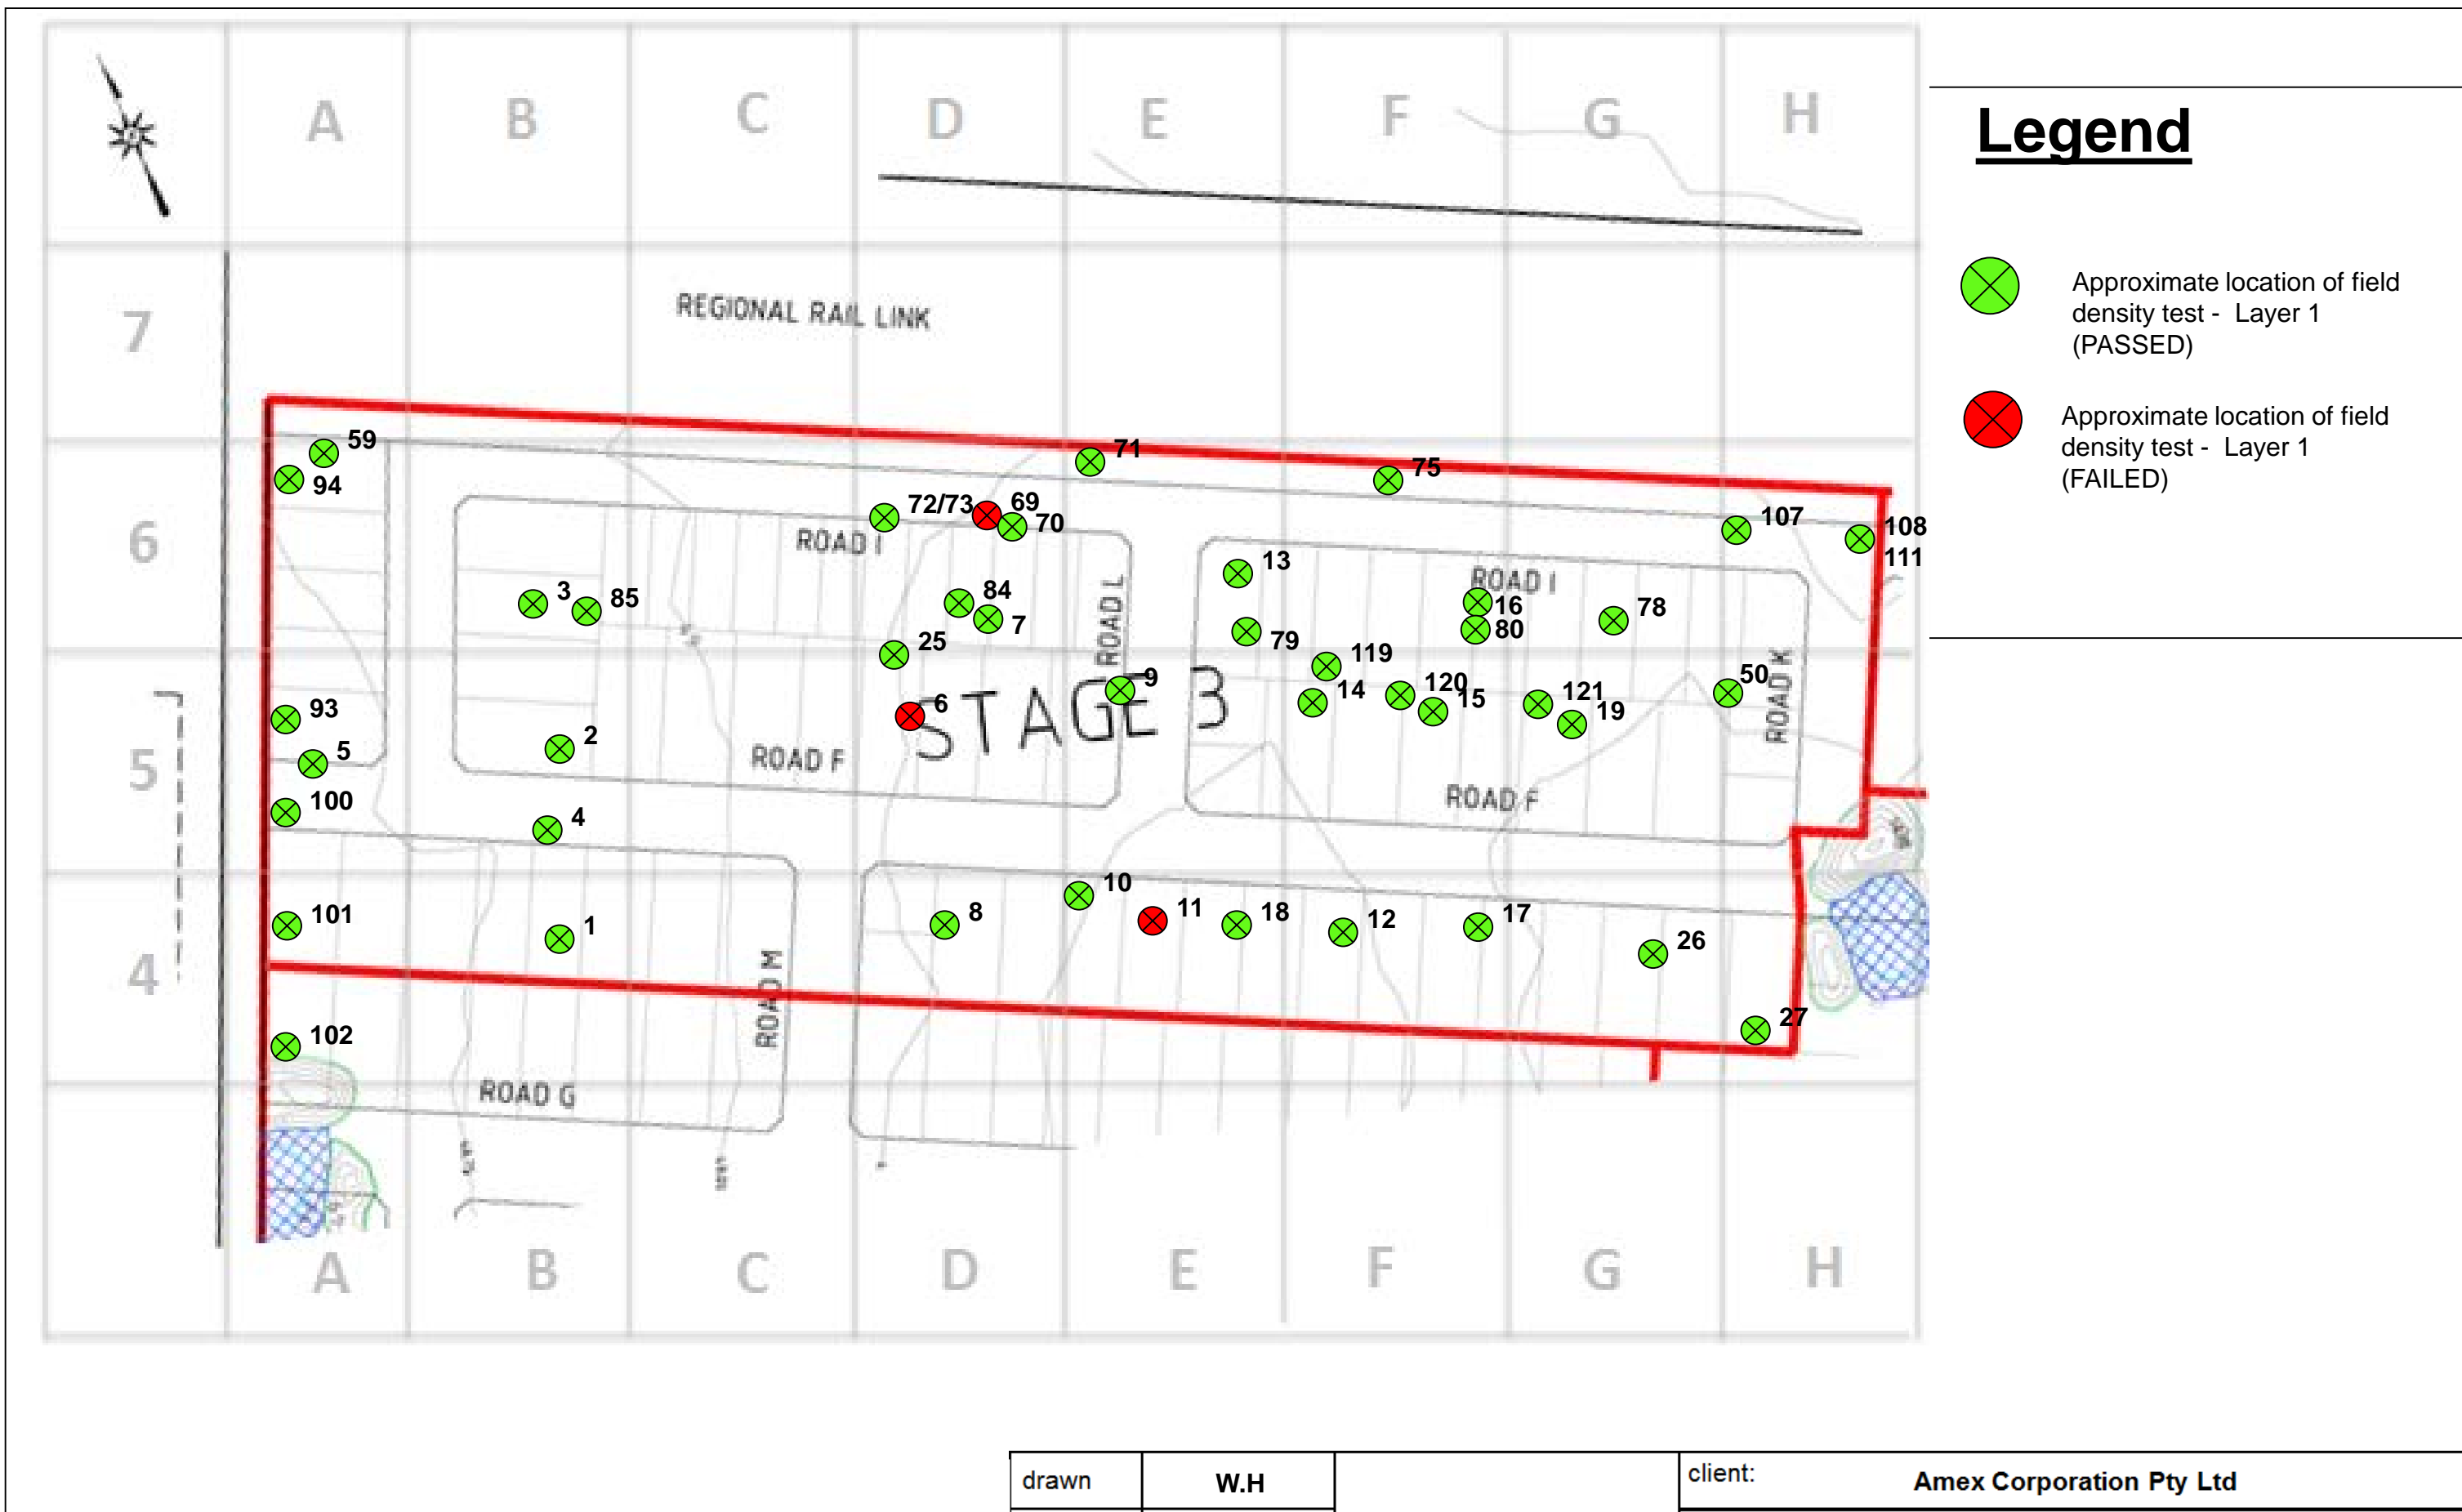 A B C D E F G H
Legend
Approximate location of field
density test - Layer 1
(PASSED)
Approximate location of field
density test - Layer 1
(FAILED)
7
REGIONAL RAIL LINK
59
94
71
75
72/73
69
70
107
108
111
6
ROAD I
13
ROAD I
3
85
84
7
ROAD L
16
80
78
79
25
119
9
14
120
15
121
19
50
ROAD K
93
6
STAGE 3
2
5
5
ROAD F
ROAD F
100
4
10
101
1
8
11
18
12
17
26
4
ROAD M
27
102
ROAD G
A B C D E F G H
drawn
W.H
client:
Amex Corporation Pty Ltd